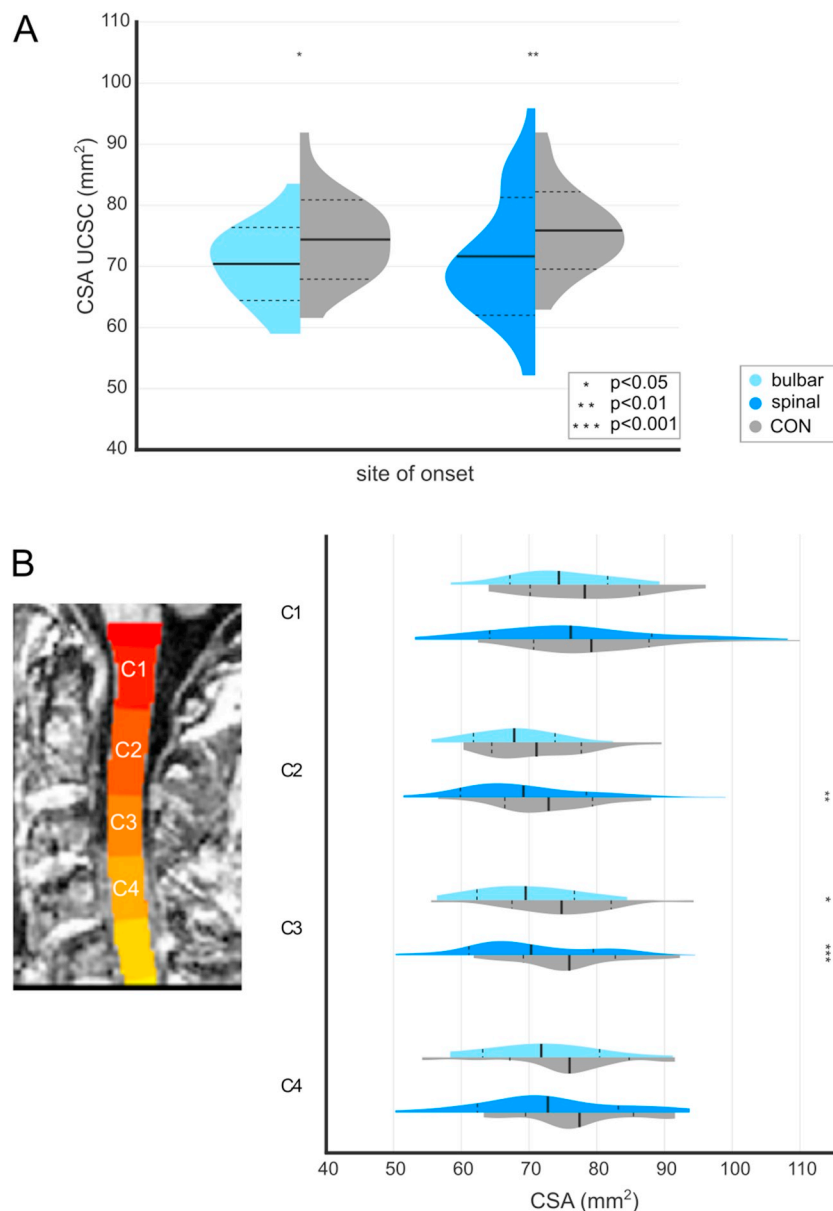 A
CSA UCSC (mm²)
110
100
90
80
70
60
50
40
*
**
* p<0.05
** p<0.01
*** p<0.001
site of onset
bulbar
spinal
CON
B
C1
C2
C3
C4
C1
C2
C3
C4
**
*
***
40 50 60 70 80 90 100 110
CSA (mm²)